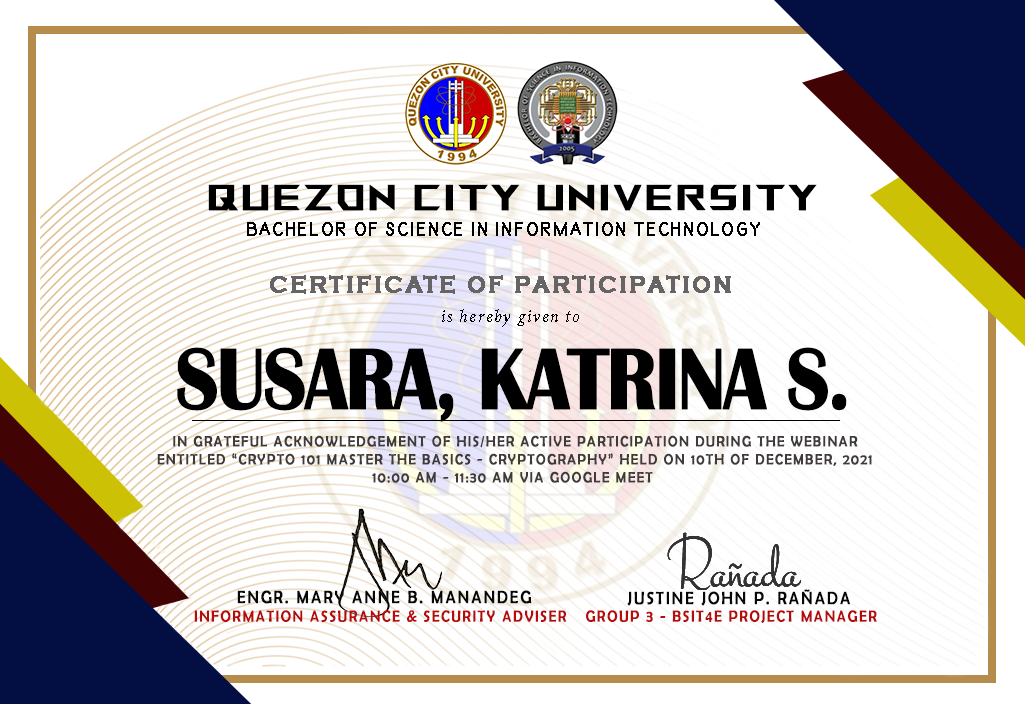 QUEZON CITY UNIVERSITY
1994
BACHELOR OF SCIENCE IN INFORMATION TECHNOLOGY
2005
QUEZON CITY UNIVERSITY
BACHELOR OF SCIENCE IN INFORMATION TECHNOLOGY
CERTIFICATE OF PARTICIPATION
is hereby given to
SUSARA, KATRINA S.
IN GRATEFUL ACKNOWLEDGEMENT OF HIS/HER ACTIVE PARTICIPATION DURING THE WEBINAR
ENTITLED “CRYPTO 101 MASTER THE BASICS - CRYPTOGRAPHY” HELD ON 10TH OF DECEMBER, 2021
10:00 AM - 11:30 AM VIA GOOGLE MEET
1994
Rañada
ENGR. MARY ANNE B. MANANDEG
JUSTINE JOHN P. RAÑADA
INFORMATION ASSURANCE & SECURITY ADVISER
GROUP 3 - BSIT4E PROJECT MANAGER